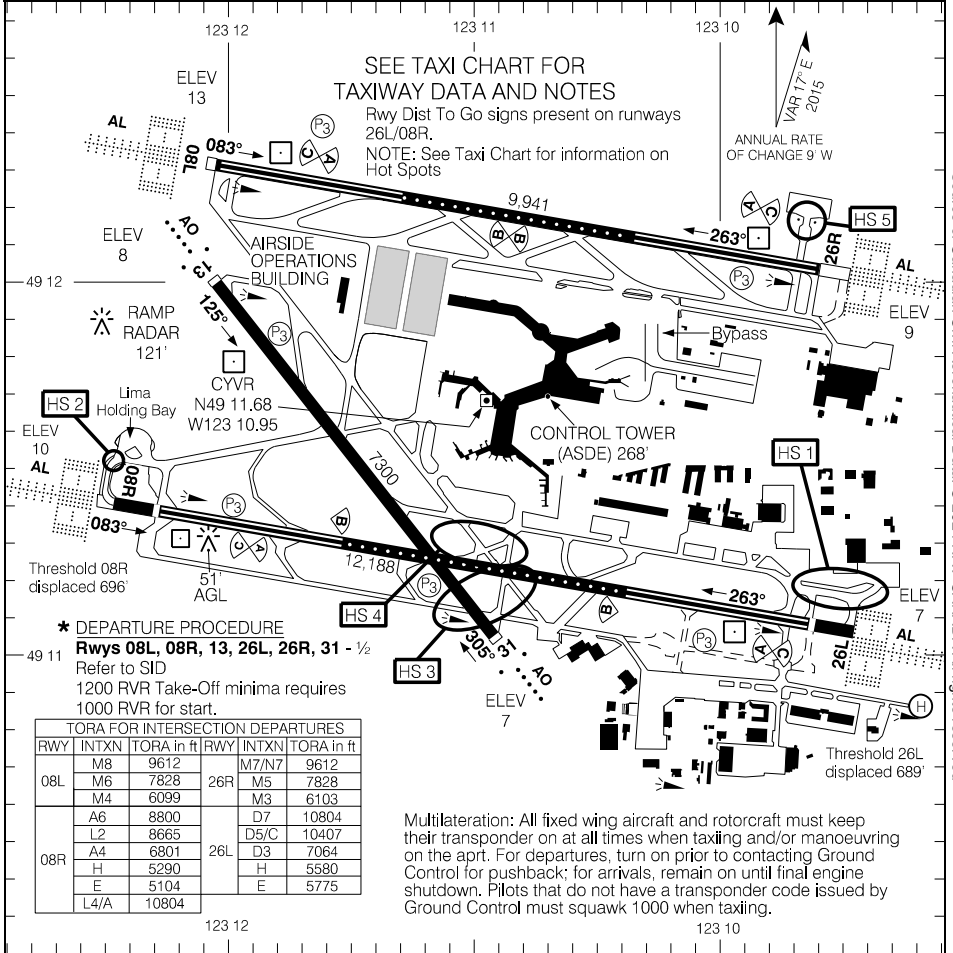 123 12
123 11
123 10
SEE TAXI CHART FOR
TAXIWAY DATA AND NOTES
Rwy Dist To Go signs present on runways
26L/08R.
NOTE: See Taxi Chart for information on
Hot Spots
VAR 17° E
2015
ANNUAL RATE
OF CHANGE 9' W
ELEV
13
AL
08L
083°
P3
C
A
9,941
B
B
A
C
263°
P3
HS 5
26R
AL
ELEV
9
AO
ELEV
8
13
125°
AIRSIDE
OPERATIONS
BUILDING
49 12
P3
RAMP
RADAR
121'
Bypass
CYVR
N49 11.68
W123 10.95
CONTROL TOWER
(ASDE) 268'
HS 2
Lima
Holding Bay
ELEV
10
AL
08R
083°
P3
7300
B
HS 1
Threshold 08R
displaced 696'
51'
AGL
C
A
12,188
P3
HS 4
B
263°
P3
A
C
ELEV
7
AL
26L
HS 3
305°
31
AO
ELEV
7
H
Threshold 26L
displaced 689'
49 11
* DEPARTURE PROCEDURE
Rwys 08L, 08R, 13, 26L, 26R, 31 - ½
Refer to SID
1200 RVR Take-Off minima requires
1000 RVR for start.
TORA FOR INTERSECTION DEPARTURES
RWY INTXN TORA in ft RWY INTXN TORA in ft
08L M8 9612 26R M7/N7 9612
M6 7828 M5 7828
M4 6099 M3 6103
08R A6 8800 26L D7 10804
L2 8665 D5/C 10407
A4 6801 D3 7064
H 5290 H 5580
E 5104 E 5775
L4/A 10804
Multilateration: All fixed wing aircraft and rotorcraft must keep
their transponder on at all times when taxiing and/or manoeuvring
on the aprt. For departures, turn on prior to contacting Ground
Control for pushback; for arrivals, remain on until final engine
shutdown. Pilots that do not have a transponder code issued by
Ground Control must squawk 1000 when taxiing.
123 12
123 10